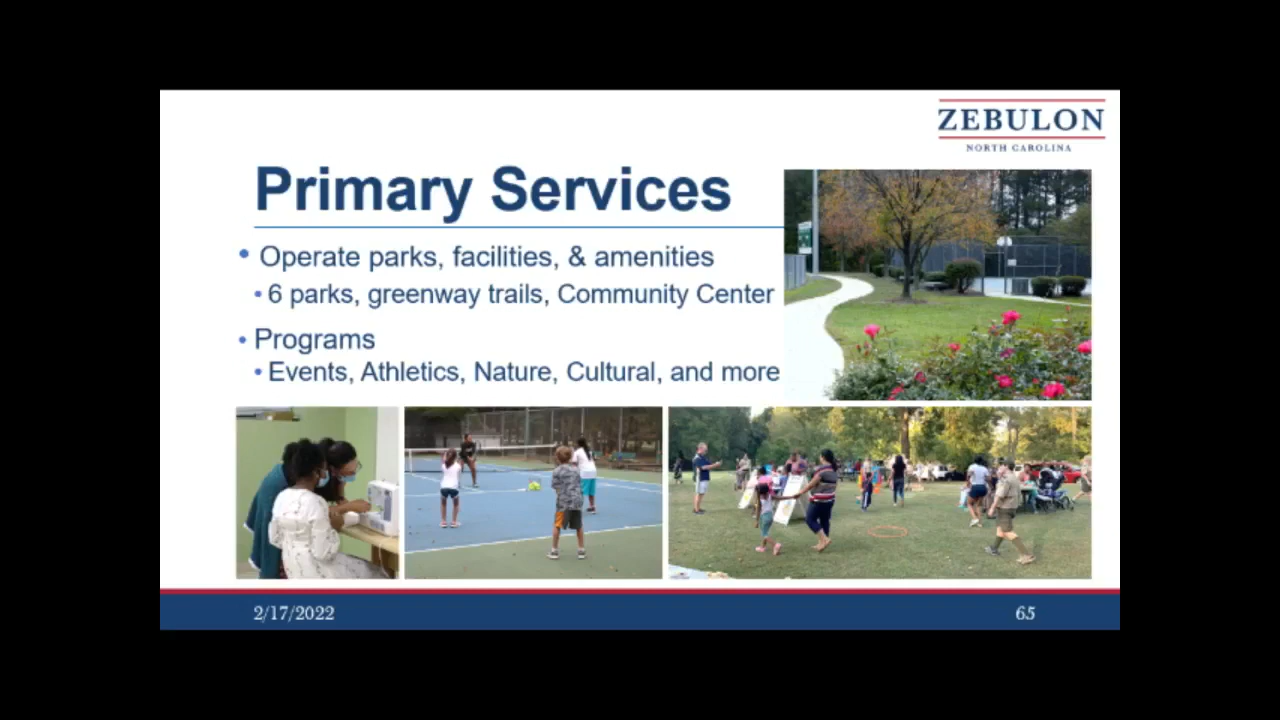 ZEBULON
NORTH CAROLINA
Primary Services
• Operate parks, facilities, & amenities
• 6 parks, greenway trails, Community Center
• Programs
• Events, Athletics, Nature, Cultural, and more
2/17/2022
65